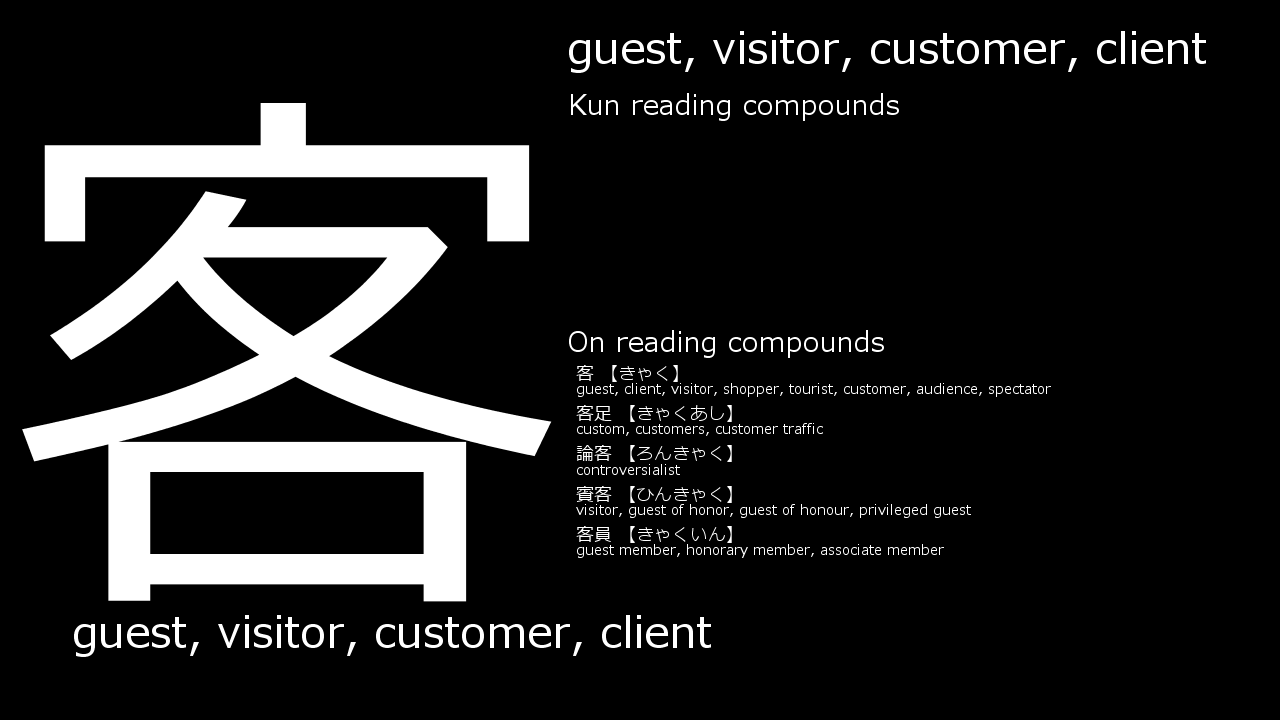 客
guest, visitor, customer, client
guest, visitor, customer, client
Kun reading compounds
On reading compounds
客 【きゃく】
guest, client, visitor, shopper, tourist, customer, audience, spectator
客足 【きゃくあし】
custom, customers, customer traffic
論客 【ろんきゃく】
controversialist
賓客 【ひんきゃく】
visitor, guest of honor, guest of honour, privileged guest
客員 【きゃくいん】
guest member, honorary member, associate member